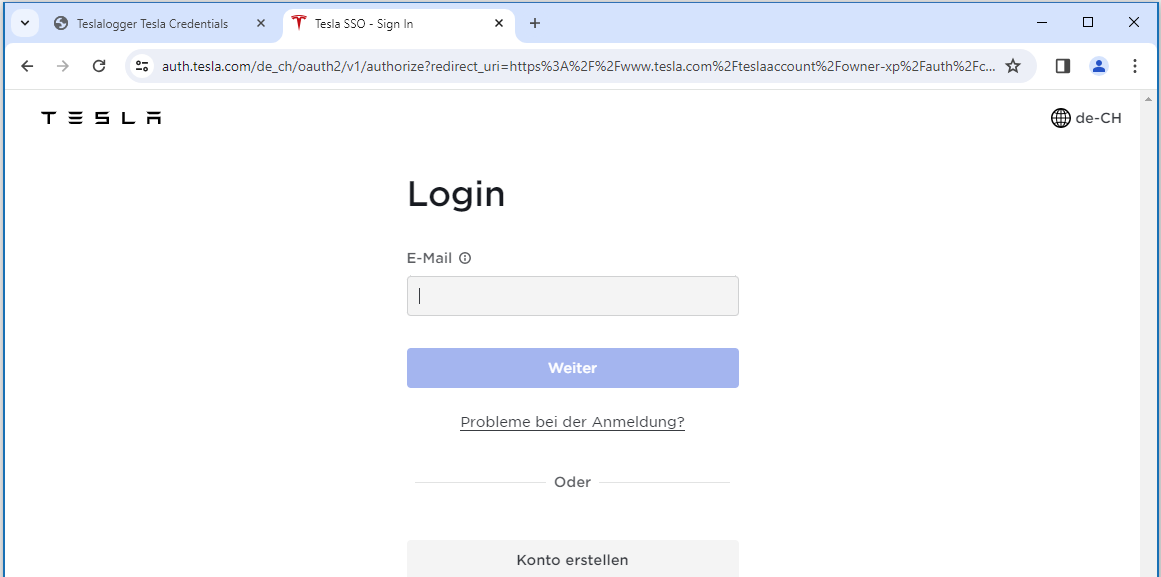 Teslalogger Tesla Credentials
Tesla SSO - Sign In
auth.tesla.com/de_ch/oauth2/v1/authorize?redirect_uri=https%3A%2F%2Fwww.tesla.com%2Fteslaaccount%2Fowner-xp%2Fauth%2Fc...
TESLA
de-CH
Login
E-Mail
Weiter
Probleme bei der Anmeldung?
Oder
Konto erstellen